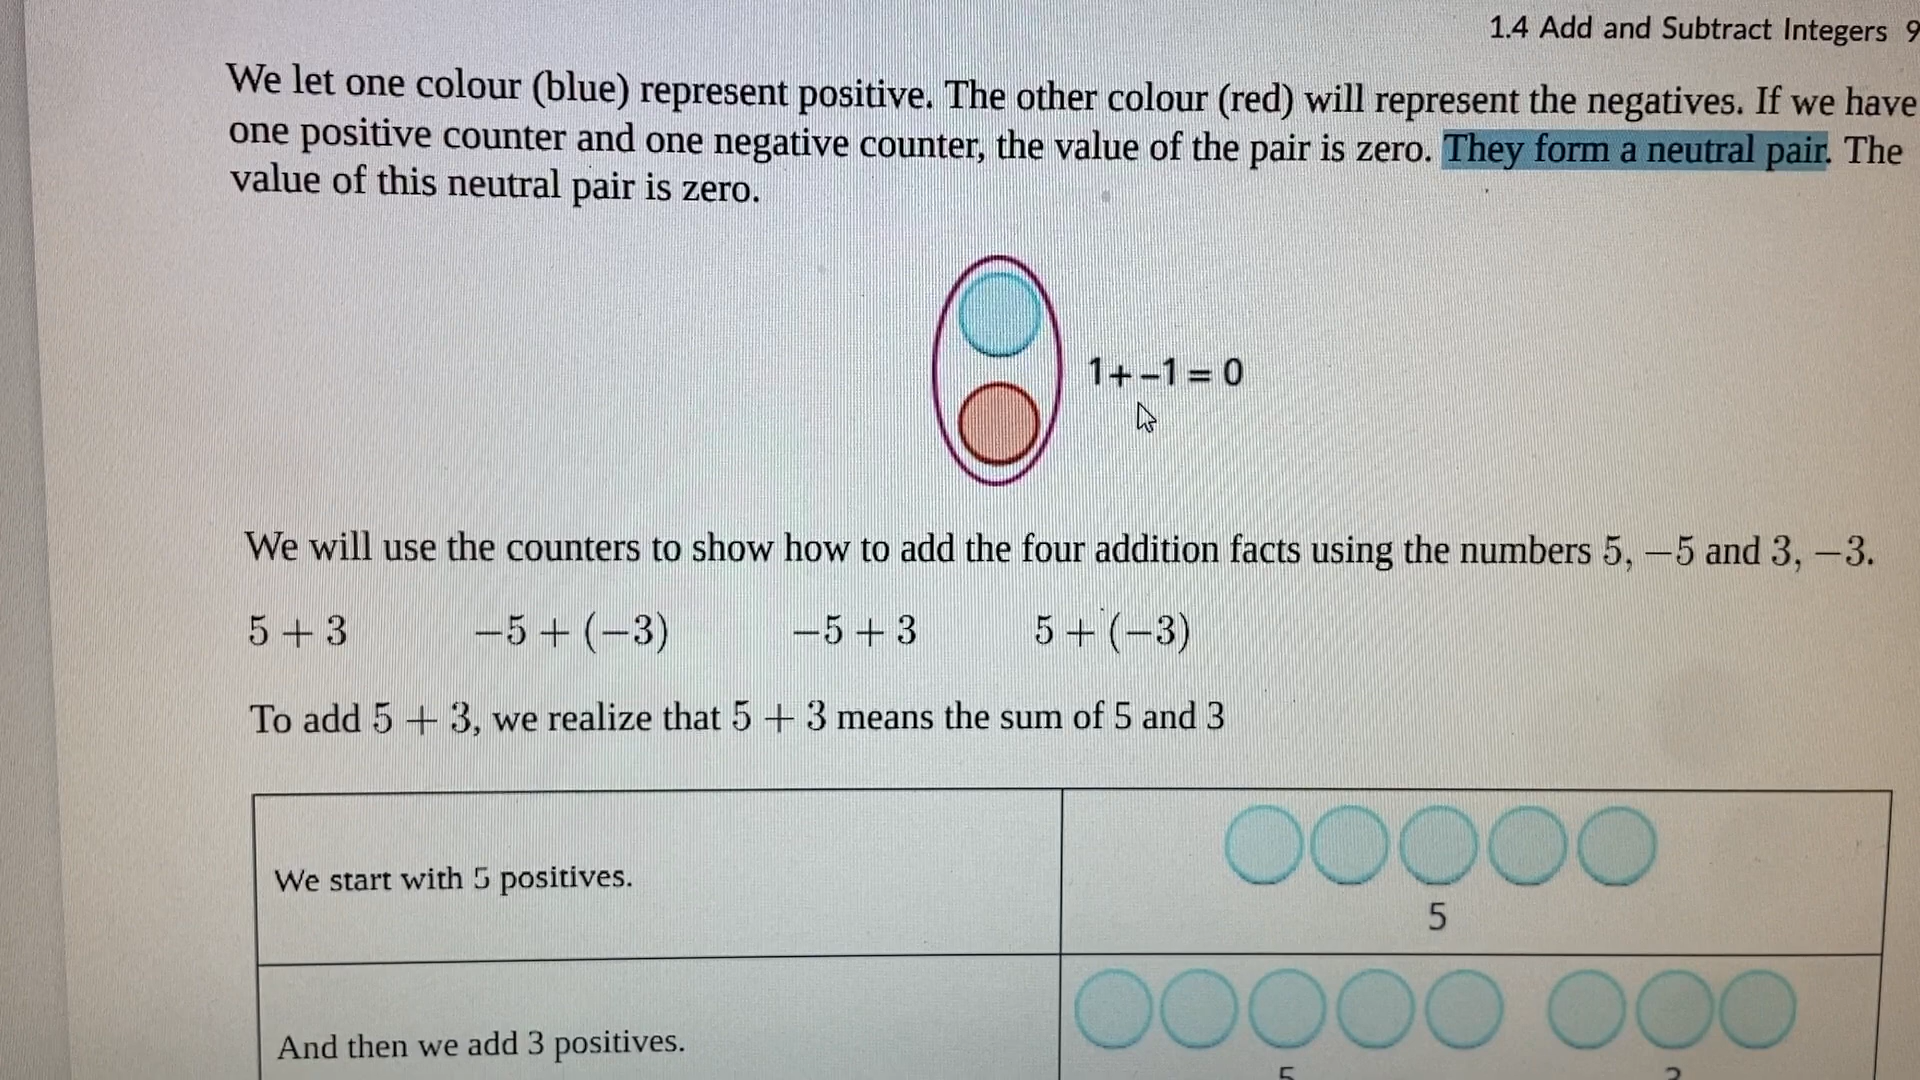 1.4 Add and Subtract Integers 9
We let one colour (blue) represent positive. The other colour (red) will represent the negatives. If we have
one positive counter and one negative counter, the value of the pair is zero. They form a neutral pair. The
value of this neutral pair is zero.
1+ –1 = 0
We will use the counters to show how to add the four addition facts using the numbers 5, −5 and 3, −3.
5 + 3 −5 + (−3) −5 + 3 5 + (−3)
To add 5 + 3, we realize that 5 + 3 means the sum of 5 and 3
We start with 5 positives.
5
And then we add 3 positives.
5 3